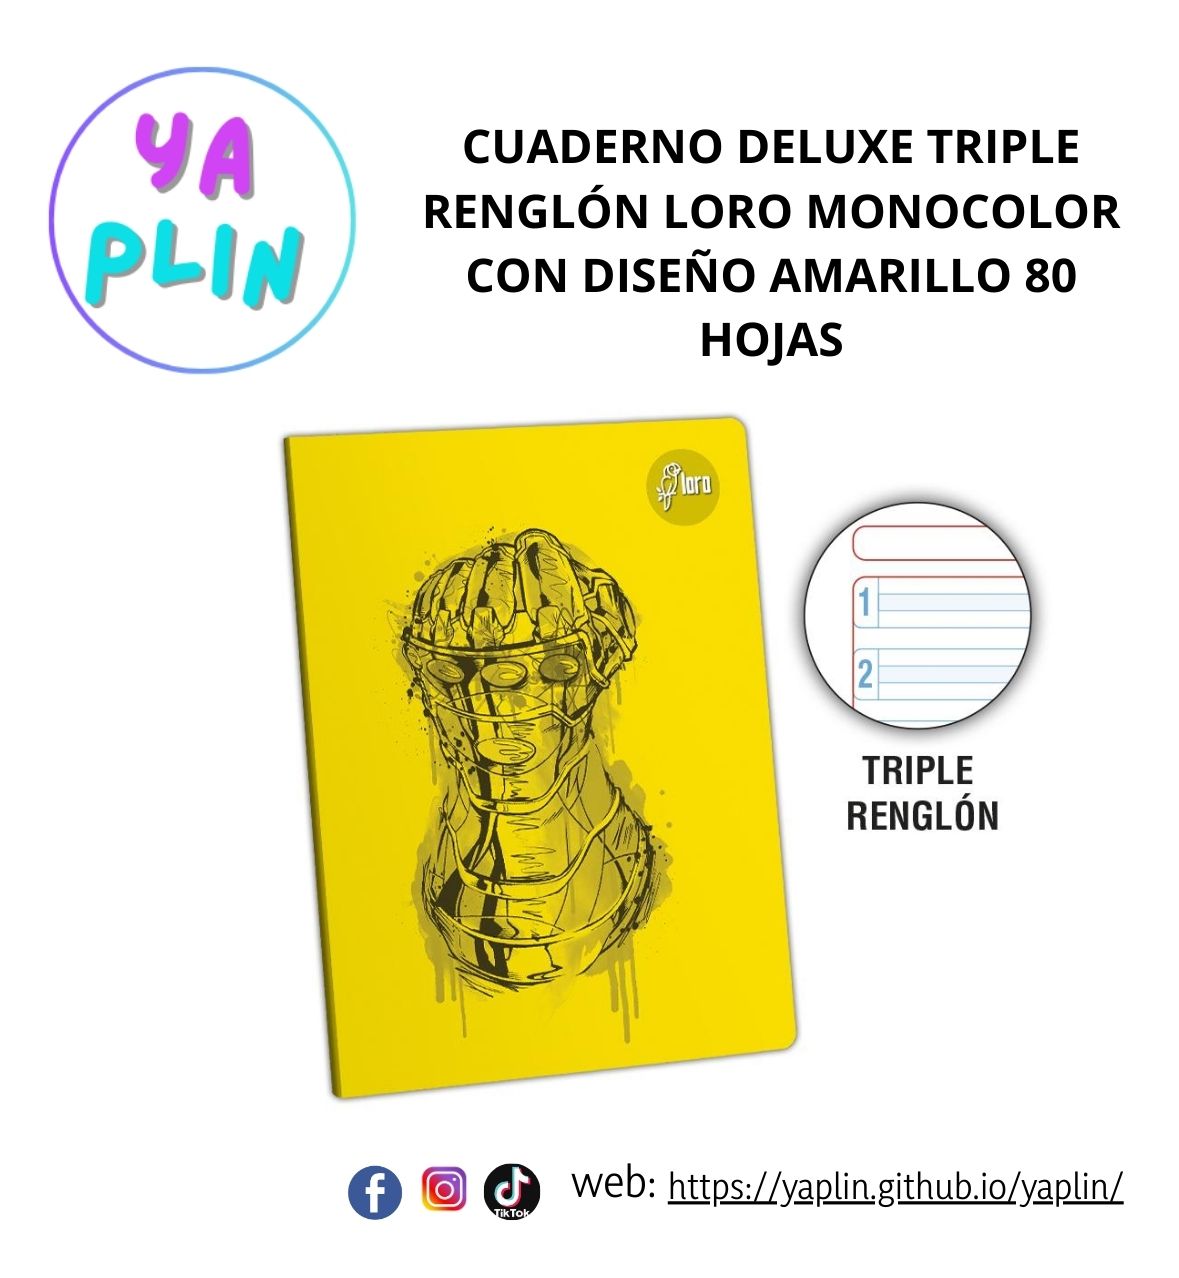 YA
PLIN
CUADERNO DELUXE TRIPLE
RENGLÓN LORO MONOCOLOR
CON DISEÑO AMARILLO 80
HOJAS
loro
1
2
TRIPLE
RENGLÓN
TikTok
web: https://yaplin.github.io/yaplin/